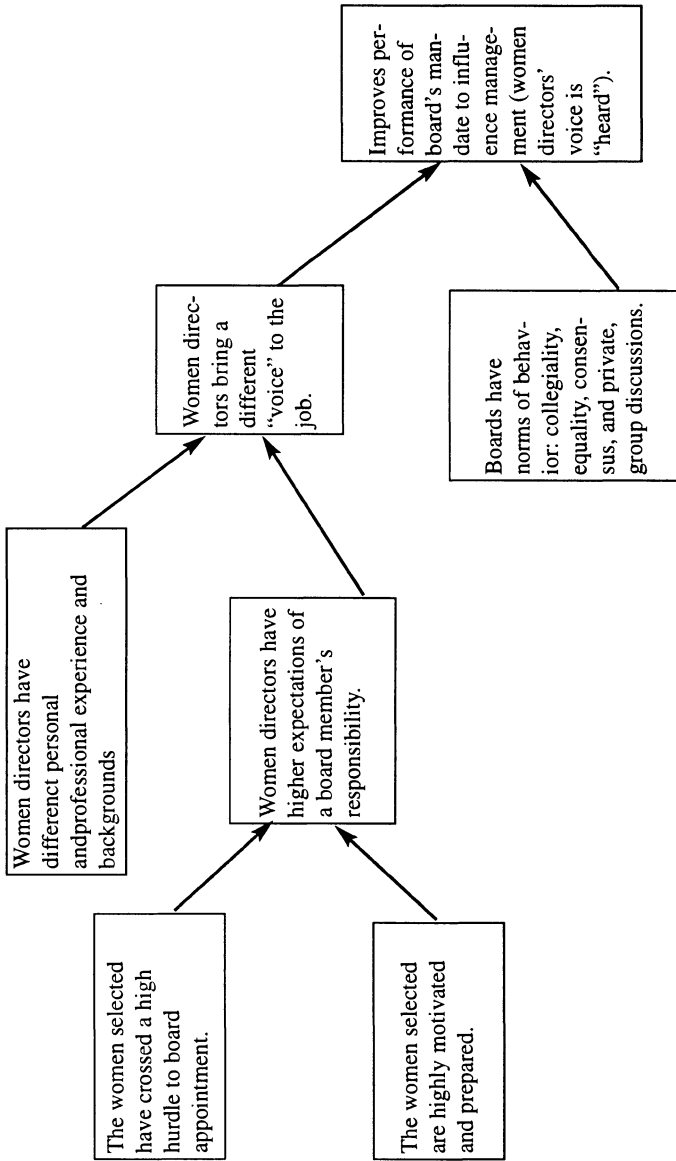 The women selected
have crossed a high
hurdle to board
appointment.
The women selected
are highly motivated
and prepared.
Women directors have
differenct personal
andprofessional experience and
backgrounds
Women directors have
higher expectations of
a board member's
responsibility.
Women direc-
tors bring a
different
“voice” to the
job.
Boards have
norms of behav-
ior: collegiality,
equality, consen-
sus, and private,
group discussions.
Improves per-
formance of
board's man-
date to influ-
ence manage-
ment (women
directors'
voice is
“heard”).